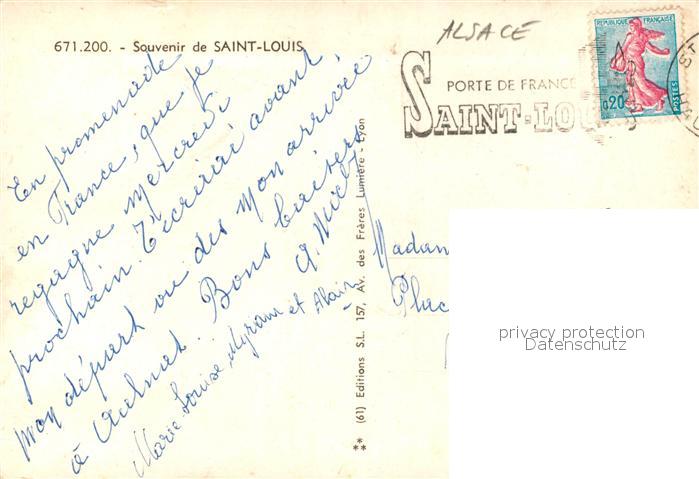 671.200. - Souvenir de SAINT-LOUIS
ALSACE
PORTE DE FRANCE
SAINT-LOU
REPUBLIQUE FRANÇAISE
0,20
POSTES
En promenade
en France, que je
regagne mercredi
prochain. T'écrirai avant
mon départ ou dès mon arrivée
à Aulnat. Bons baisers
Marie-Louise, Myriam et Alain
(61) Editions S.L. 157, Av. des Frères Lumière - Lyon
Madam
Plac
privacy protection
Datenschutz